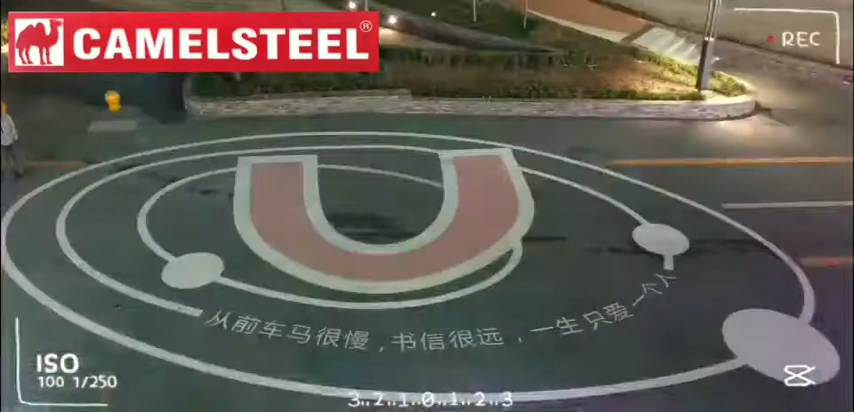 CAMELSTEEL®
REC
U
从前车马很慢，书信很远，一生只爱一个人
ISO
100 1/250
3..2..1..0..1..2..3